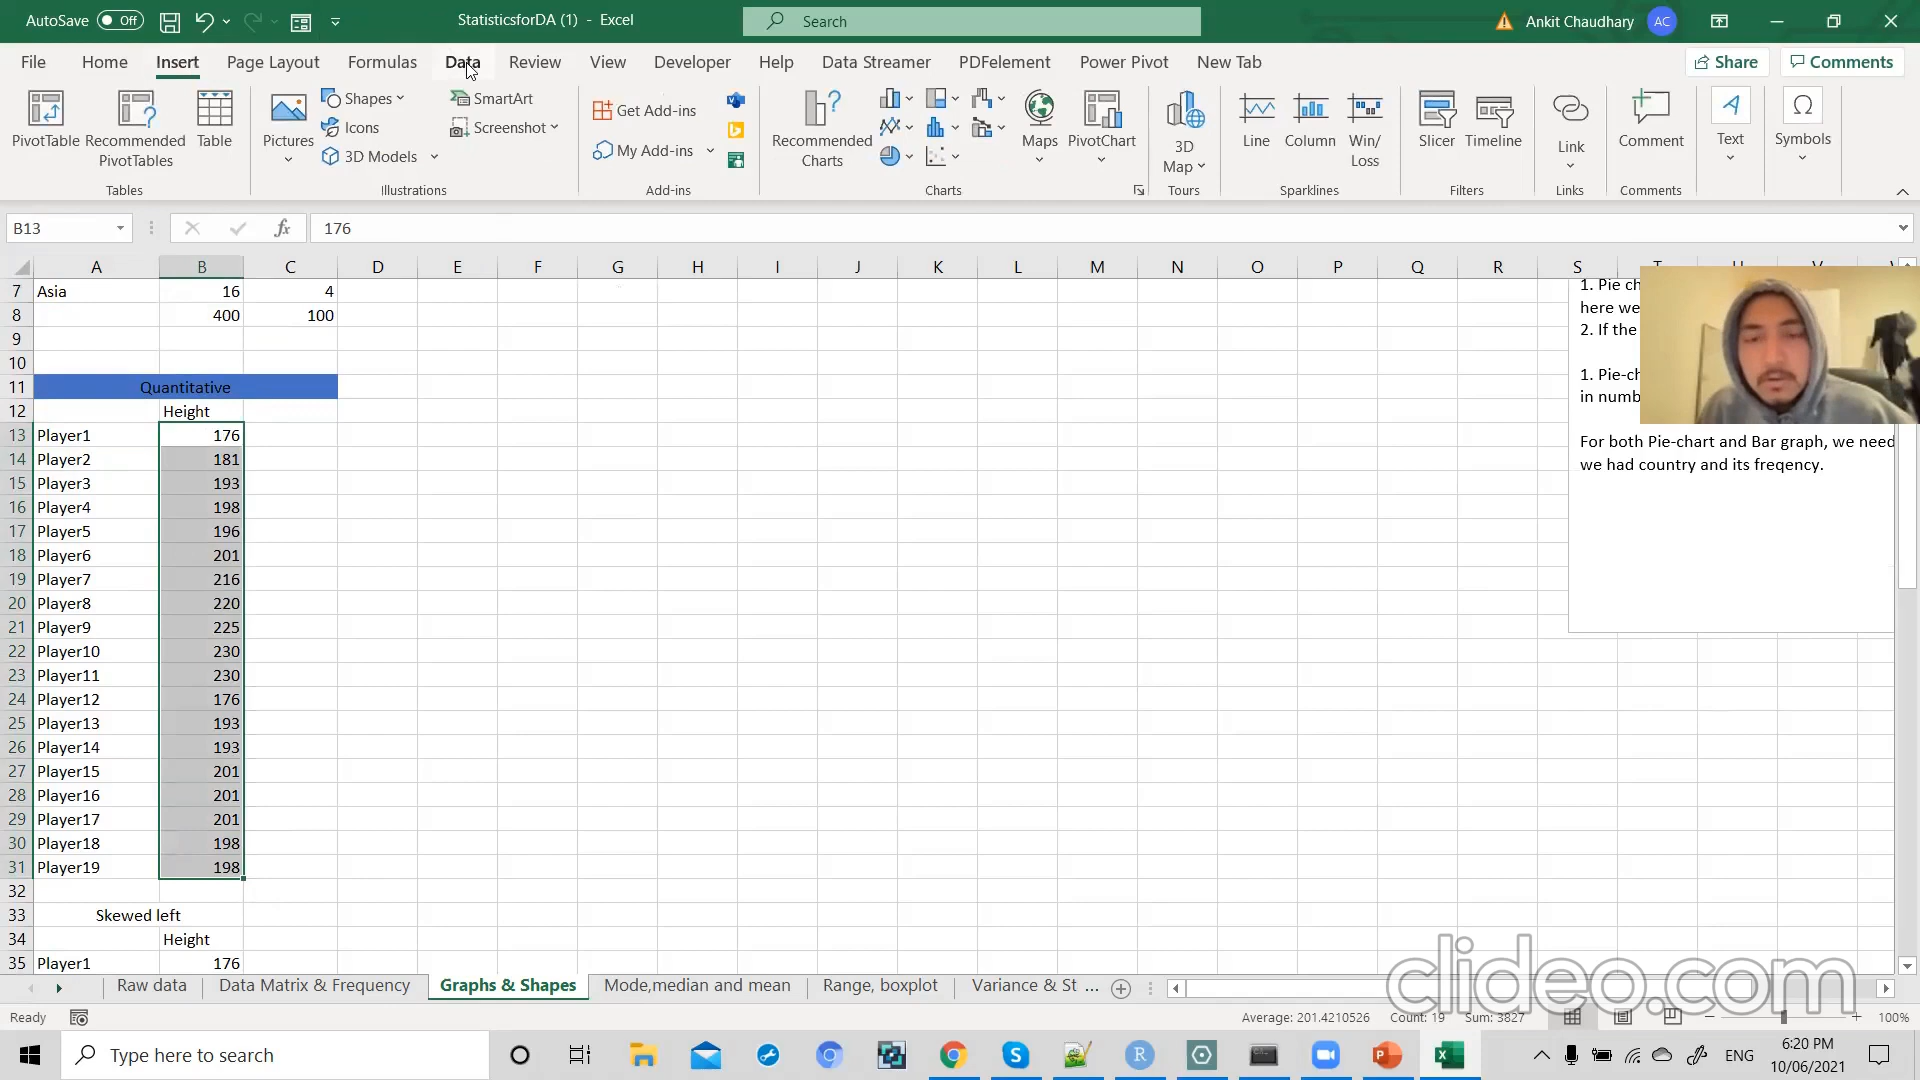 AutoSave Off StatisticsforDA (1) - Excel Search Ankit Chaudhary AC
File Home Insert Page Layout Formulas Data Review View Developer Help Data Streamer PDFelement Power Pivot New Tab Share Comments
PivotTable Recommended PivotTables Table Pictures Shapes Icons 3D Models SmartArt Screenshot Get Add-ins My Add-ins Recommended Charts Maps PivotChart 3D Map Line Column Win/Loss Slicer Timeline Link Comment Text Symbols
Tables Illustrations Add-ins Charts Tours Sparklines Filters Links Comments
B13 fx 176
A B C D E F G H I J K L M N O P Q R S
7 Asia 16 4
8 400 100
9
10
11 Quantitative
12 Height
13 Player1 176
14 Player2 181
15 Player3 193
16 Player4 198
17 Player5 196
18 Player6 201
19 Player7 216
20 Player8 220
21 Player9 225
22 Player10 230
23 Player11 230
24 Player12 176
25 Player13 193
26 Player14 193
27 Player15 201
28 Player16 201
29 Player17 201
30 Player18 198
31 Player19 198
32
33 Skewed left
34 Height
35 Player1 176
1. Pie ch
here we
2. If the
1. Pie-ch
in numb
For both Pie-chart and Bar graph, we need
we had country and its freqency.
Raw data Data Matrix & Frequency Graphs & Shapes Mode,median and mean Range, boxplot Variance & St ...
clideo.com
Ready Average: 201.4210526 Count: 19 Sum: 3827 100%
Type here to search ENG 6:20 PM
10/06/2021